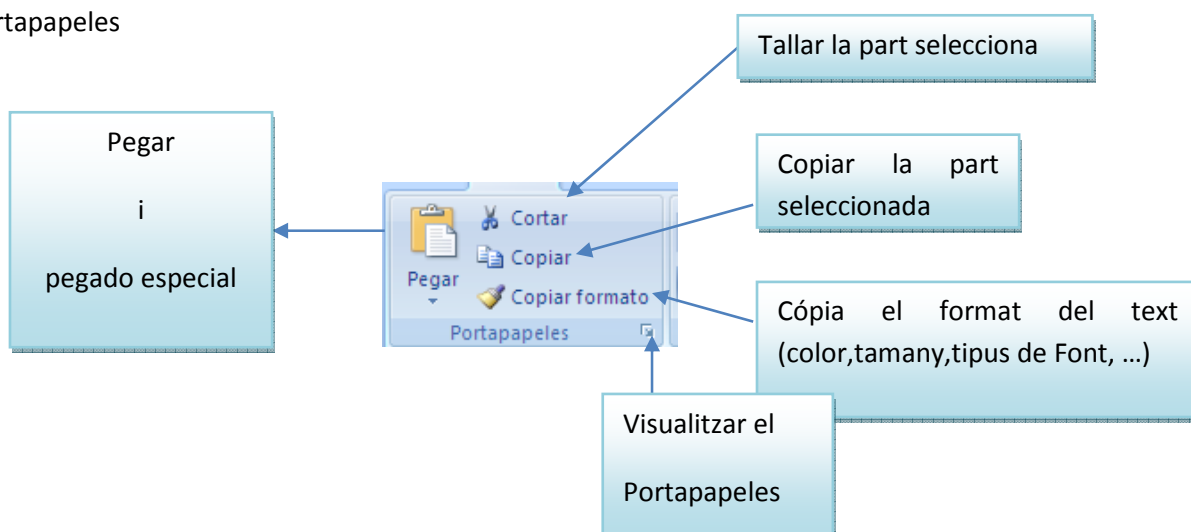 rtapapeles
Tallar la part selecciona
Pegar
i
pegado especial
Copiar la part
seleccionada
Cortar
Copiar
Pegar
Copiar formato
Portapapeles
Cópia el format del text
(color,tamany,tipus de Font, …)
Visualitzar el
Portapapeles